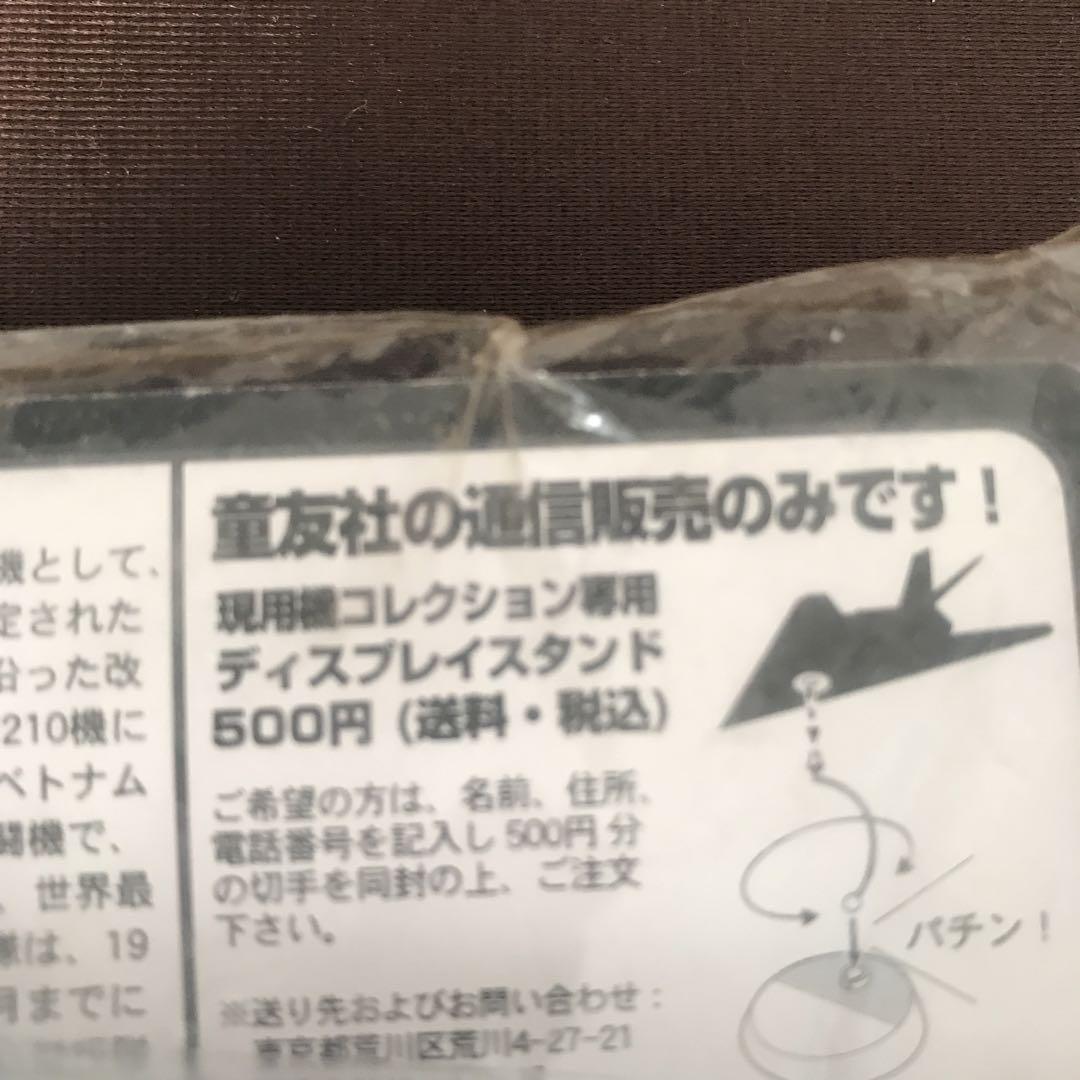 機として、
定された
沿った改
210機に
ベトナム
闘機で、
、世界最
様は、19
月までに
童友社の通信販売のみです！
現用機コレクション専用
ディスプレイスタンド
500円（送料・税込）
ご希望の方は、名前、住所、
電話番号を記入し500円分
の切手を同封の上、ご注文
下さい。
※送り先およびお問い合わせ：
東京都荒川区荒川4-27-21
パチン！